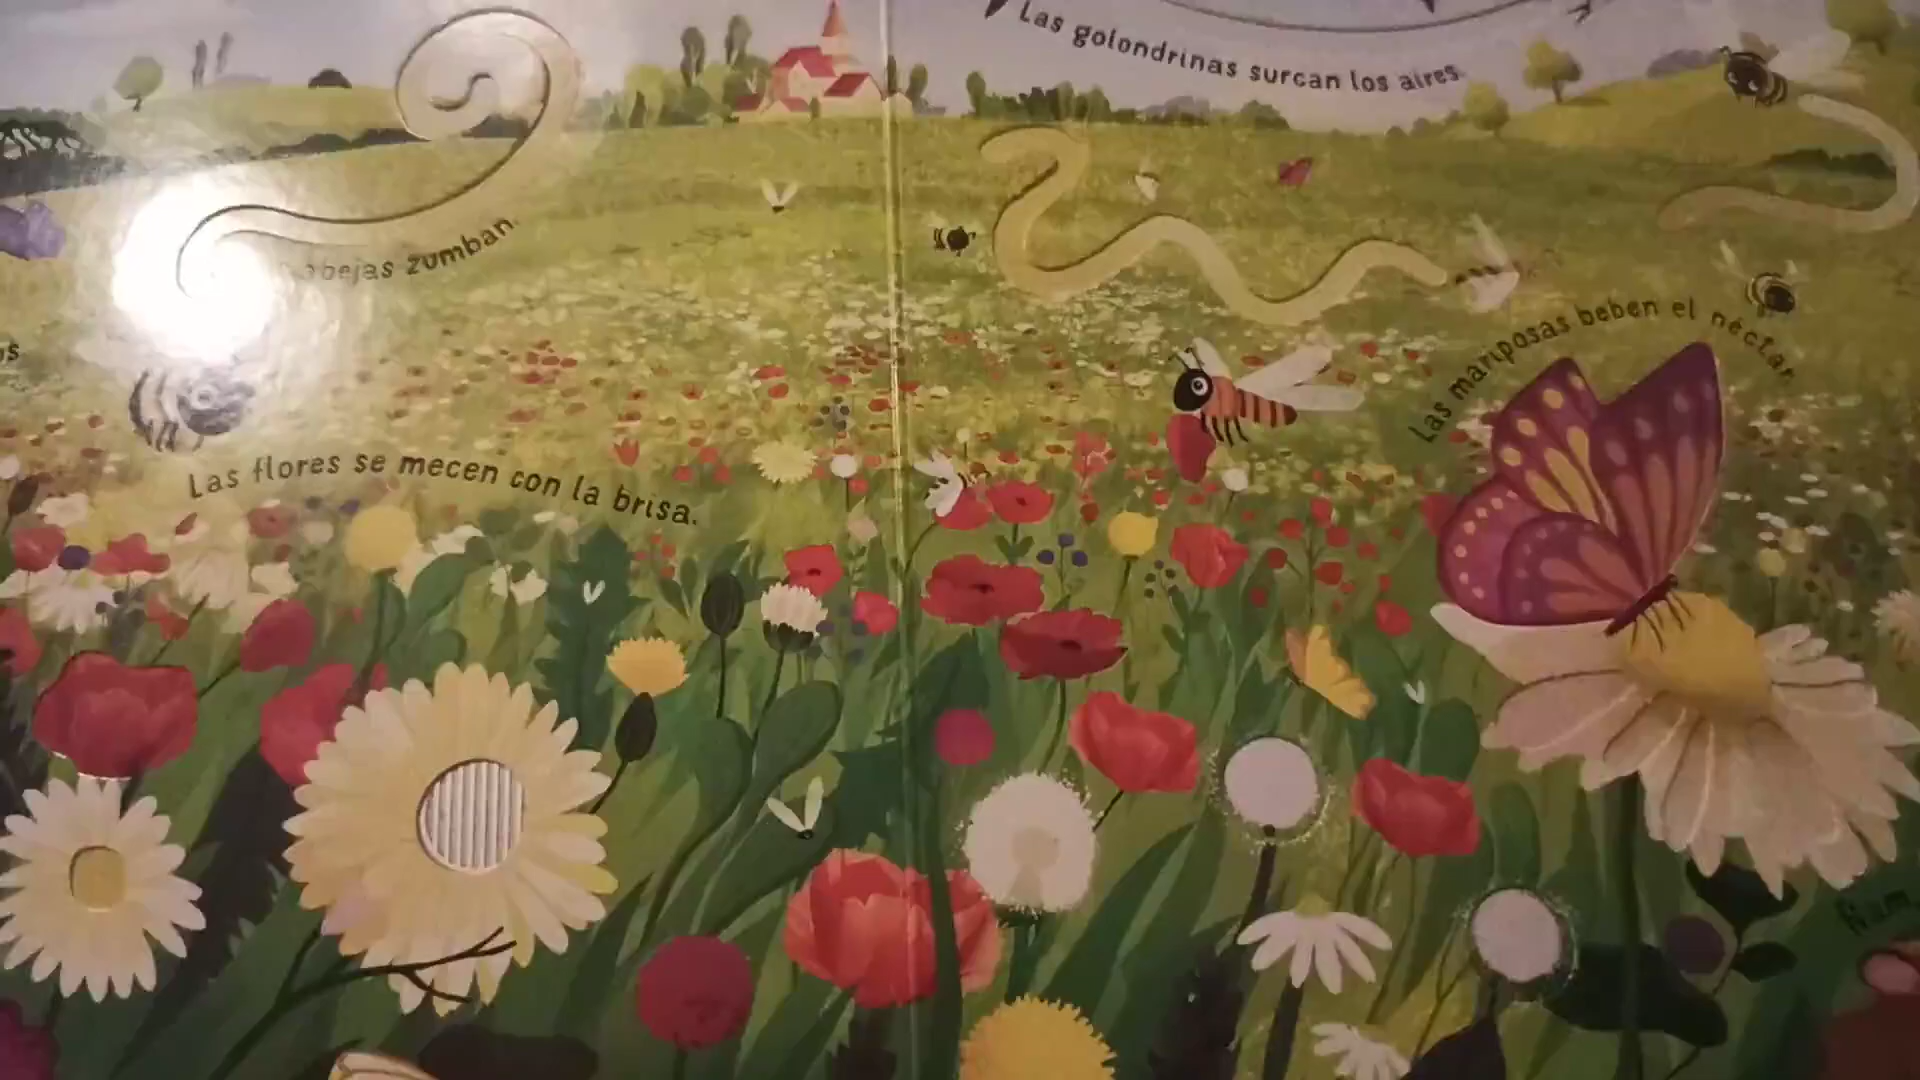 Las golondrinas surcan los aires.
abejas zumban.
Las mariposas beben el néctar.
Las flores se mecen con la brisa.